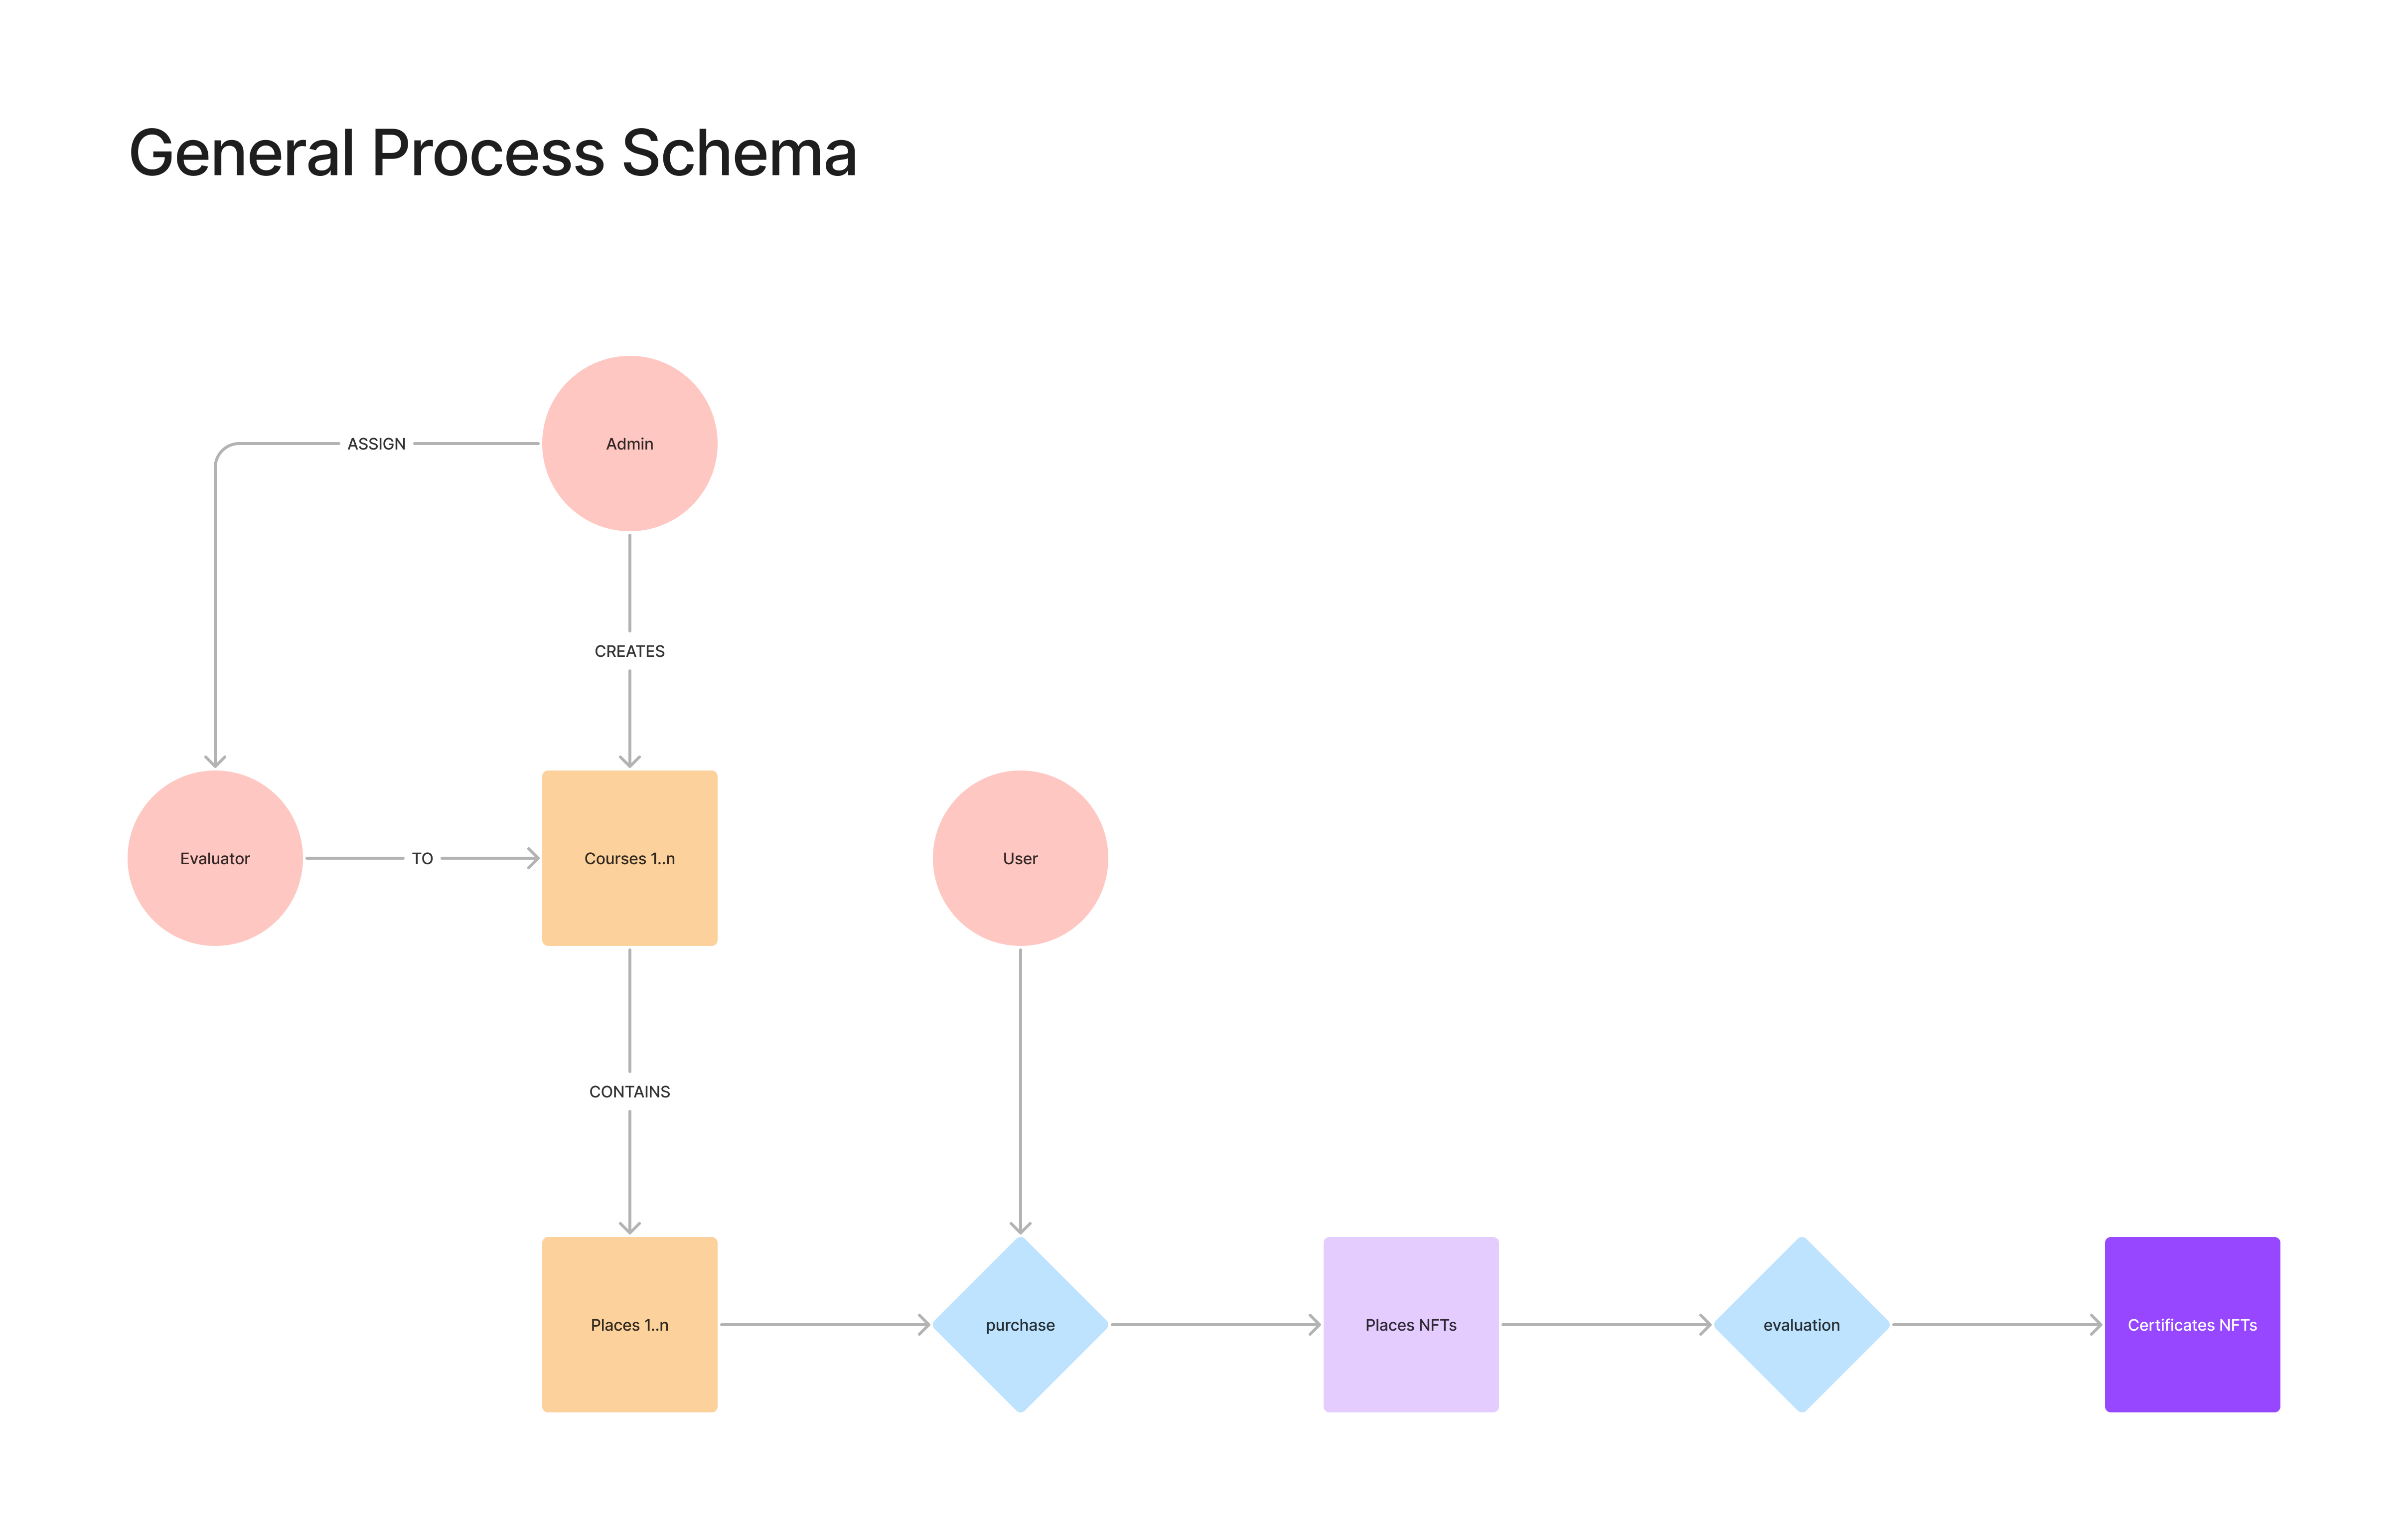 General Process Schema
Admin
ASSIGN
CREATES
Evaluator
TO
Courses 1..n
User
CONTAINS
Places 1..n
purchase
Places NFTs
evaluation
Certificates NFTs